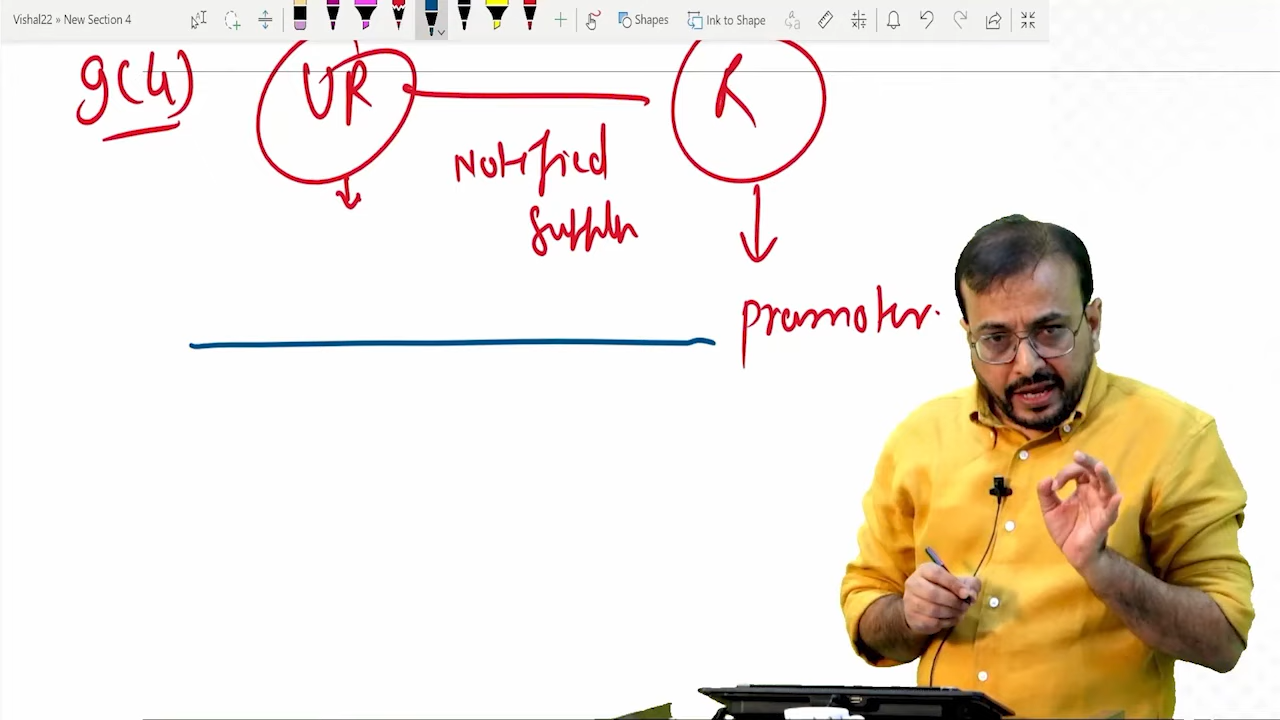 Vishal22 » New Section 4
Shapes
Ink to Shape
9(4)
UR
R
Notified
Supply
promoter.